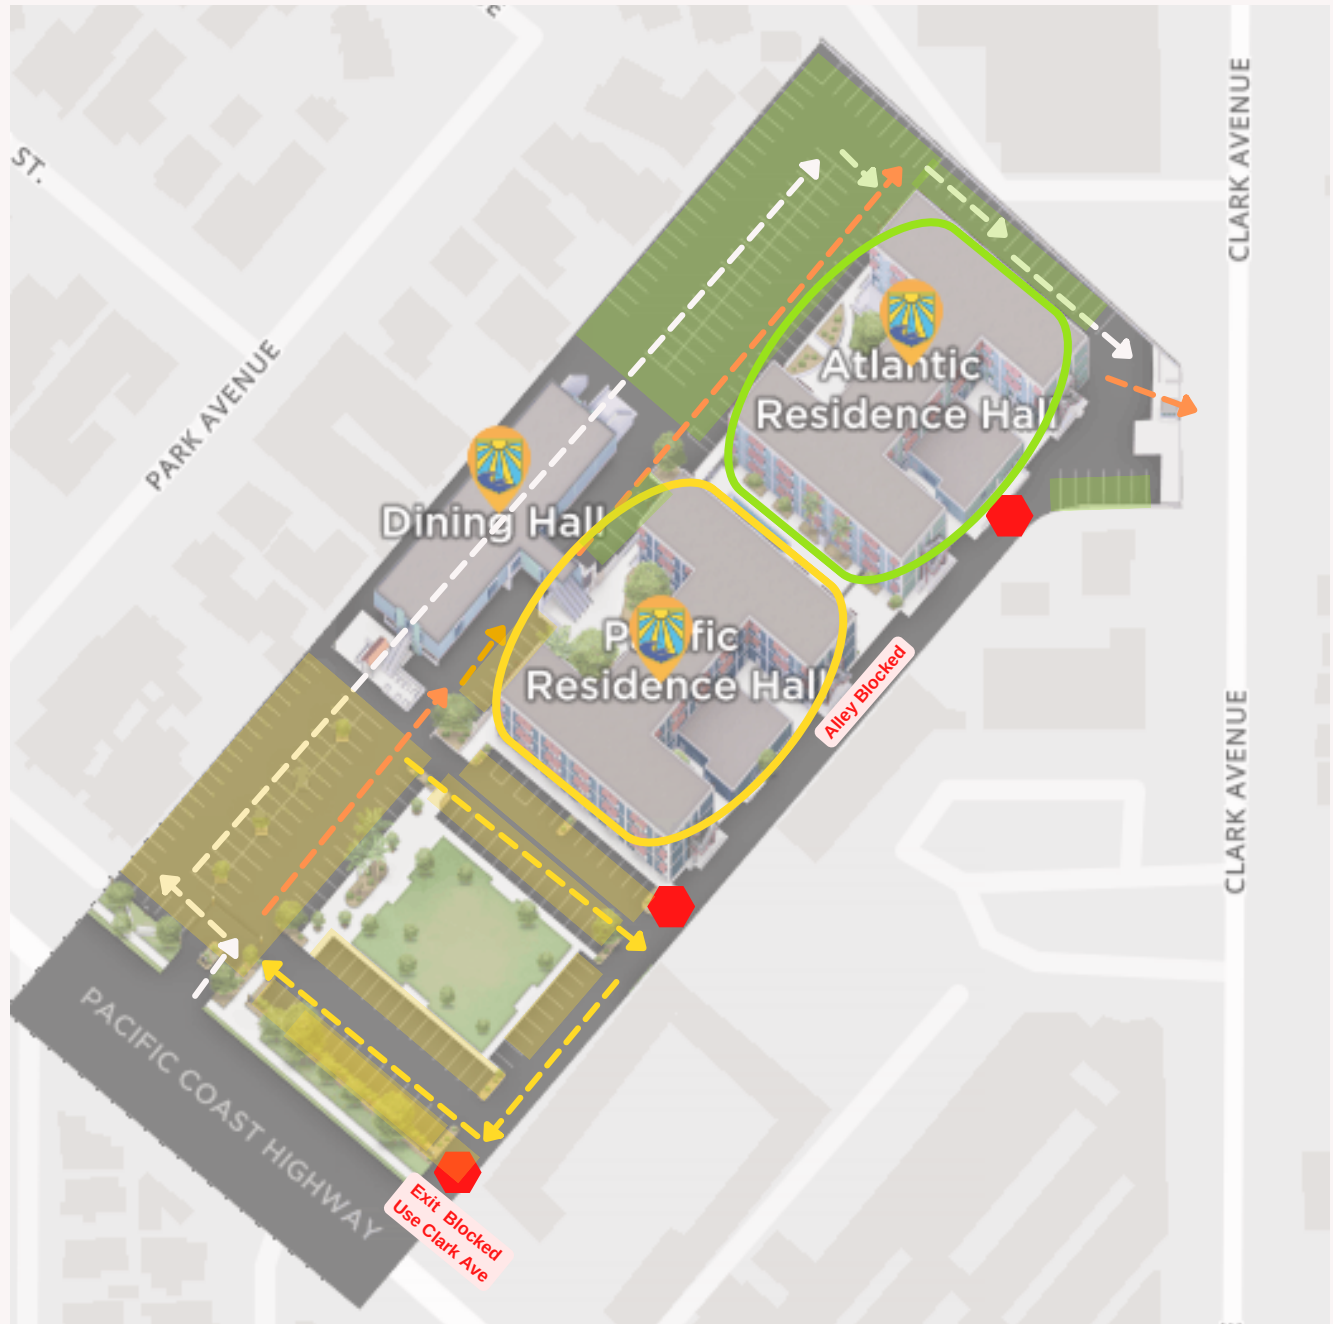 ST.
CLARK AVENUE
PARK AVENUE
Atlantic
Residence Hall
Dining Hall
Pacific
Residence Hall
Alley Blocked
CLARK AVENUE
PACIFIC COAST HIGHWAY
Exit Blocked
Use Clark Ave